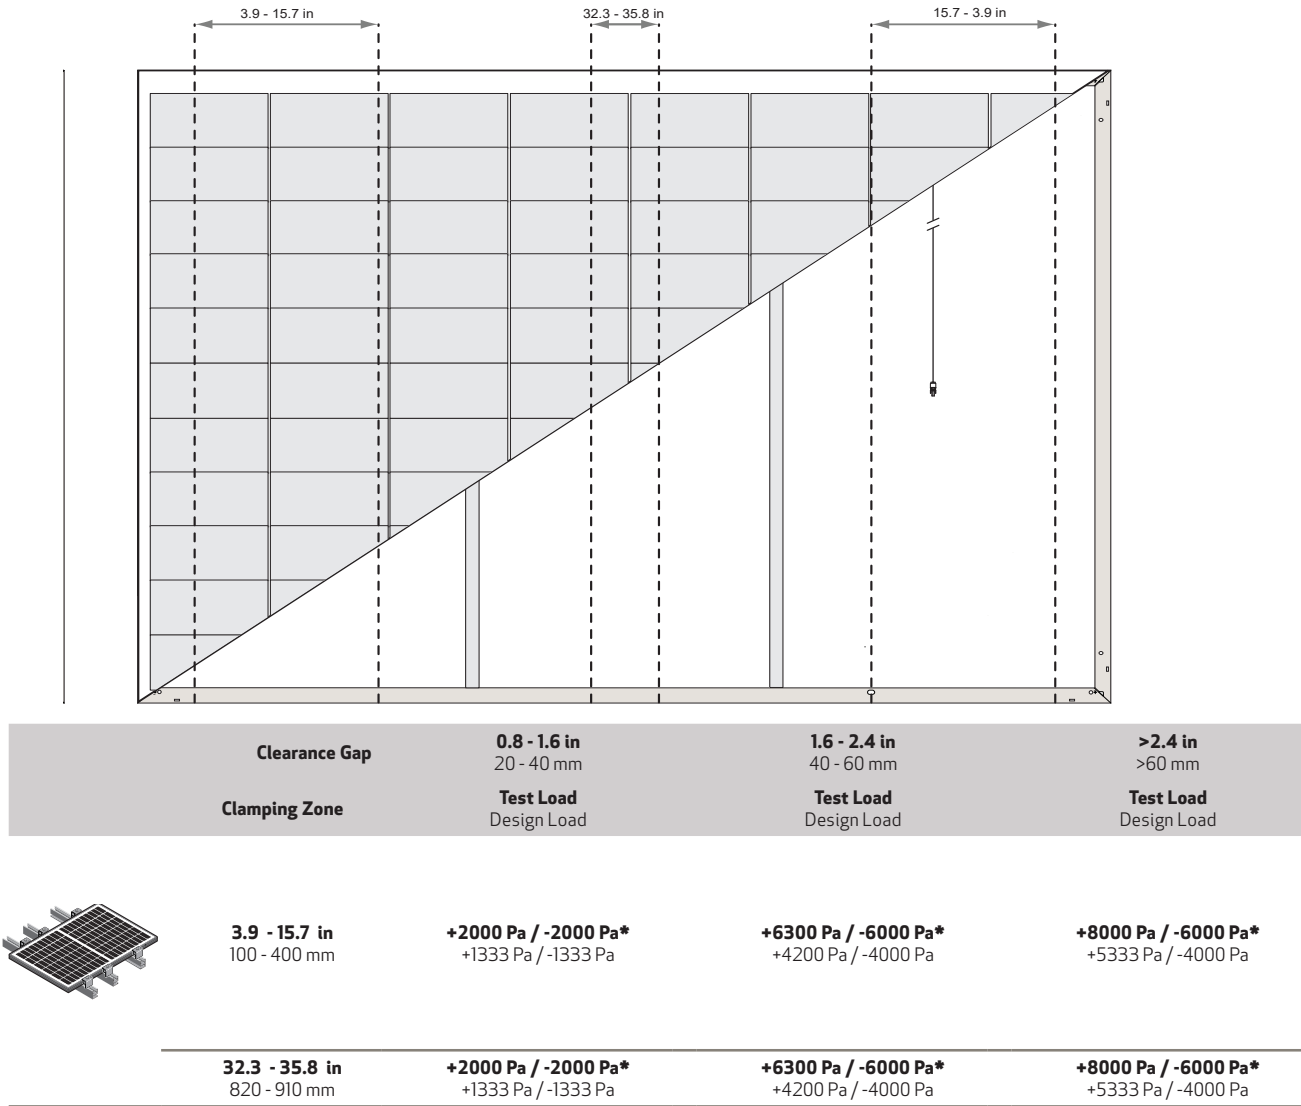 3.9 - 15.7 in 32.3 - 35.8 in 15.7 - 3.9 in
Clearance Gap 0.8 - 1.6 in 1.6 - 2.4 in >2.4 in
20 - 40 mm 40 - 60 mm >60 mm
Clamping Zone Test Load Test Load Test Load
Design Load Design Load Design Load
3.9 - 15.7 in +2000 Pa / -2000 Pa* +6300 Pa / -6000 Pa* +8000 Pa / -6000 Pa*
100 - 400 mm +1333 Pa / -1333 Pa +4200 Pa / -4000 Pa +5333 Pa / -4000 Pa
32.3 - 35.8 in +2000 Pa / -2000 Pa* +6300 Pa / -6000 Pa* +8000 Pa / -6000 Pa*
820 - 910 mm +1333 Pa / -1333 Pa +4200 Pa / -4000 Pa +5333 Pa / -4000 Pa